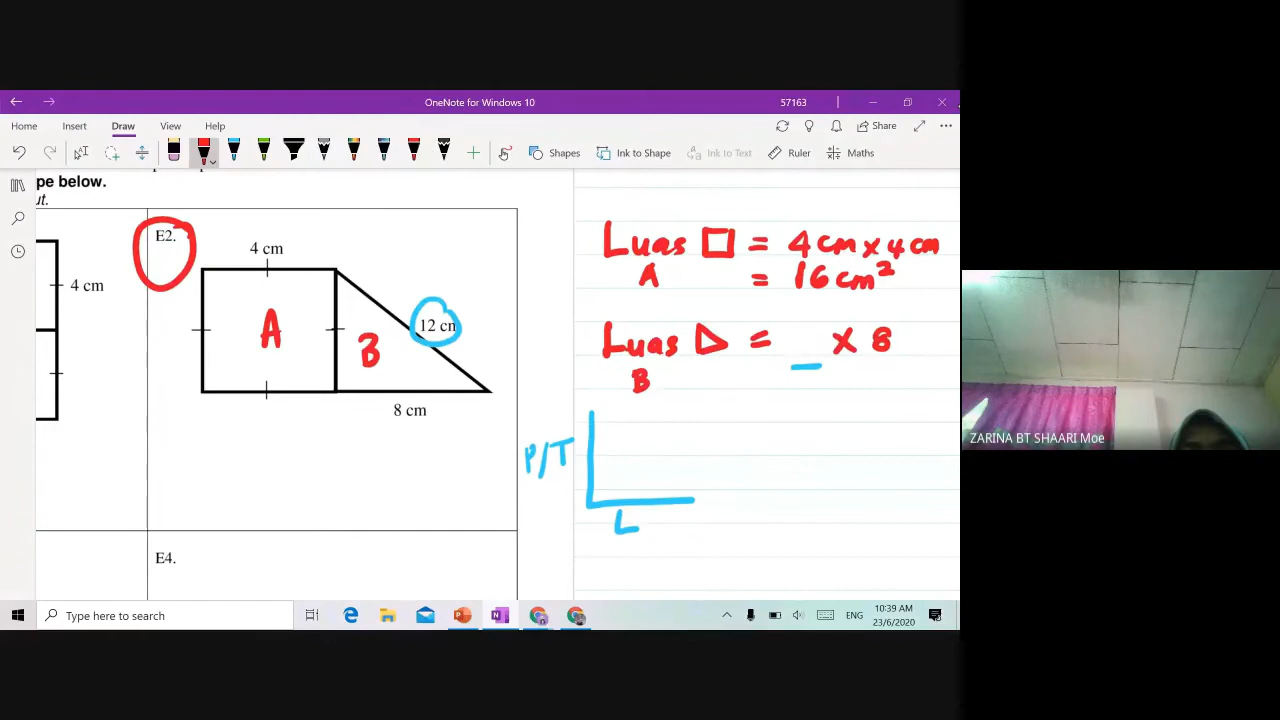 OneNote for Windows 10
57163
Home Insert Draw View Help
Share
Shapes Ink to Shape Ink to Text Ruler Maths
pe below.
ut.
4 cm
E2.
4 cm
A
B
12 cm
8 cm
E4.
Luas □ = 4 cm x 4 cm
A = 16 cm²
Luas ▷ = _ x 8
B
P/T
L
ZARINA BT SHAARI Moe
Type here to search
ENG
10:39 AM
23/6/2020